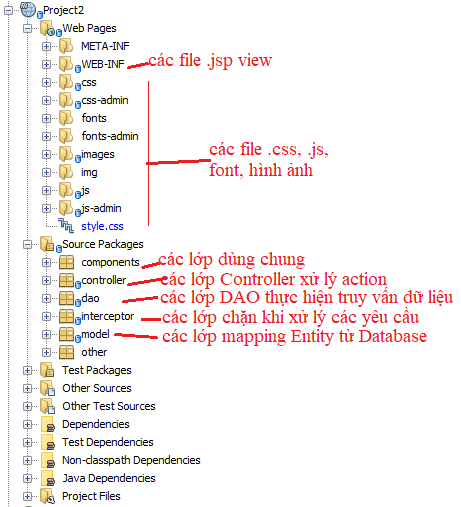 Project2
Web Pages
META-INF
WEB-INF các file .jsp view
css
css-admin
fonts
fonts-admin
images
img
js
js-admin
style.css
các file .css, .js,
font, hình ảnh
Source Packages
components các lớp dùng chung
controller các lớp Controller xử lý action
dao các lớp DAO thực hiện truy vấn dữ liệu
interceptor các lớp chặn khi xử lý các yêu cầu
model các lớp mapping Entity từ Database
other
Test Packages
Other Sources
Other Test Sources
Dependencies
Test Dependencies
Non-classpath Dependencies
Java Dependencies
Project Files